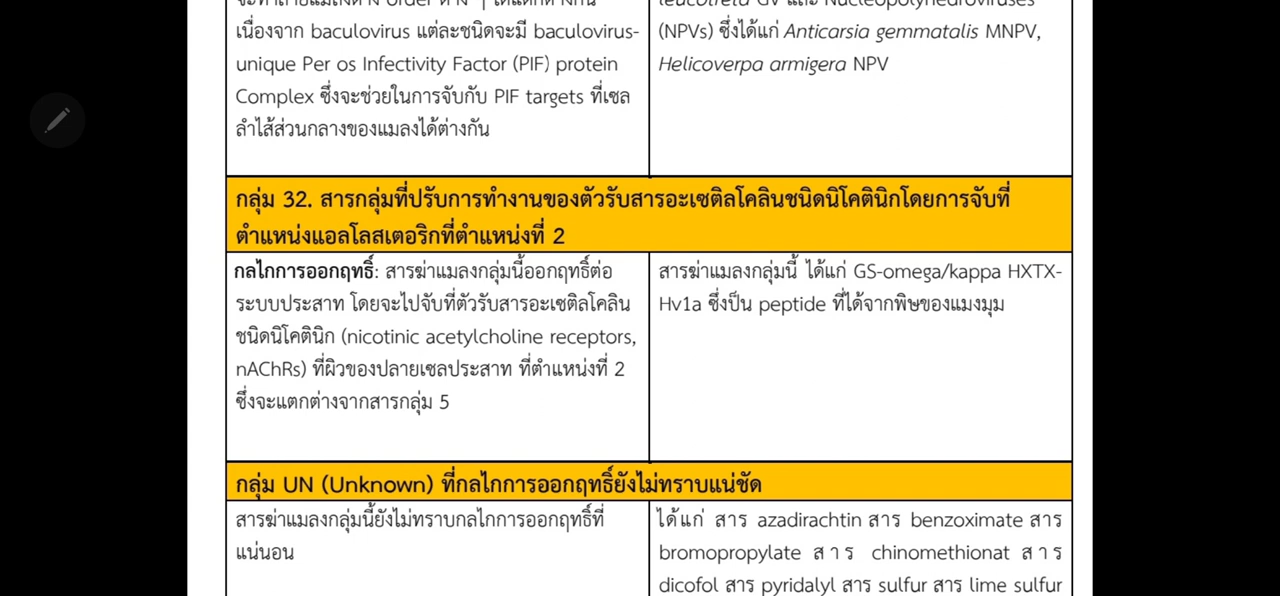 เนื่องจาก baculovirus แต่ละชนิดจะมี baculovirus-
unique Per os Infectivity Factor (PIF) protein
Complex ซึ่งจะช่วยในการจับกับ PIF targets ที่เซล
ลำไส้ส่วนกลางของแมลงได้ต่างกัน
leucotreta GV และ Nucleopolyhedroviruses
(NPVs) ซึ่งได้แก่ Anticarsia gemmatalis MNPV,
Helicoverpa armigera NPV
กลุ่ม 32. สารกลุ่มที่ปรับการทำงานของตัวรับสารอะเซติลโคลินชนิดนิโคตินิกโดยการจับที่
ตำแหน่งแอลโลสเตอริกที่ตำแหน่งที่ 2
กลไกการออกฤทธิ์: สารฆ่าแมลงกลุ่มนี้ออกฤทธิ์ต่อ
ระบบประสาท โดยจะไปจับที่ตัวรับสารอะเซติลโคลิน
ชนิดนิโคตินิก (nicotinic acetylcholine receptors,
nAChRs) ที่ผิวของปลายเซลประสาท ที่ตำแหน่งที่ 2
ซึ่งจะแตกต่างจากสารกลุ่ม 5
สารฆ่าแมลงกลุ่มนี้ ได้แก่ GS-omega/kappa HXTX-
Hv1a ซึ่งป็น peptide ที่ได้จากพิษของแมงมุม
กลุ่ม UN (Unknown) ที่กลไกการออกฤทธิ์ยังไม่ทราบแน่ชัด
สารฆ่าแมลงกลุ่มนี้ยังไม่ทราบกลไกการออกฤทธิ์ที่
แน่นอน
ได้แก่ สาร azadirachtin สาร benzoximate สาร
bromopropylate สาร chinomethionat สาร
dicofol สาร pyridalyl สาร sulfur สาร lime sulfur